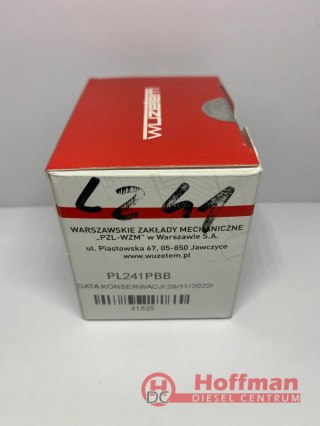 wuzetem
L241
WARSZAWSKIE ZAKŁADY MECHANICZNE
„PZL-WZM” w Warszawie S.A.
ul. Piastowska 67, 05-850 Jawczyce
www.wuzetem.pl
PL241PBB
DATA KONSERWACJI 29/11/2022r
41826
HDC Hoffman
DIESEL CENTRUM